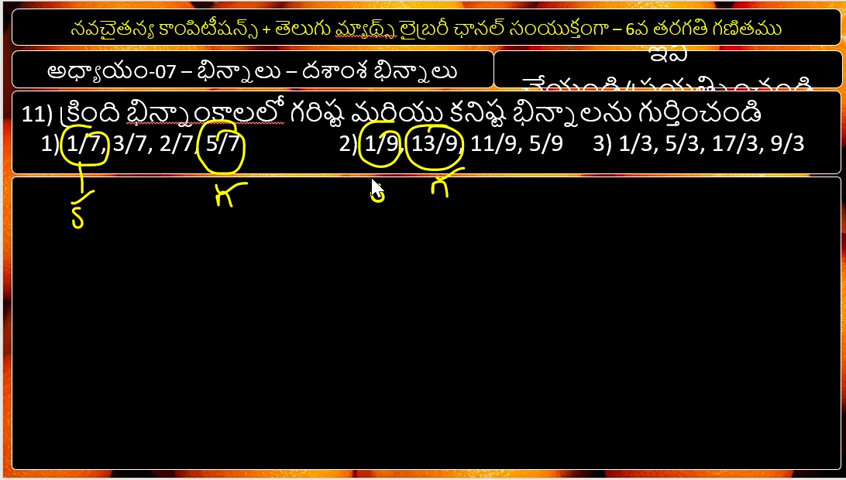 నవచైతన్య కాంపిటీషన్స్ + తెలుగు మ్యాథ్స్ లైబ్రరీ ఛానల్ సంయుక్తంగా – 6వ తరగతి గణితము
అధ్యాయం-07 – భిన్నాలు – దశాంశ భిన్నాలు
ఇవి
చేయండి/ప్రయత్నించండి
11) క్రింది భిన్నాంకాలలో గరిష్ట మరియు కనిష్ట భిన్నాలను గుర్తించండి
1) 1/7, 3/7, 2/7, 5/7 2) 1/9, 13/9, 11/9, 5/9 3) 1/3, 5/3, 17/3, 9/3
క గ గ